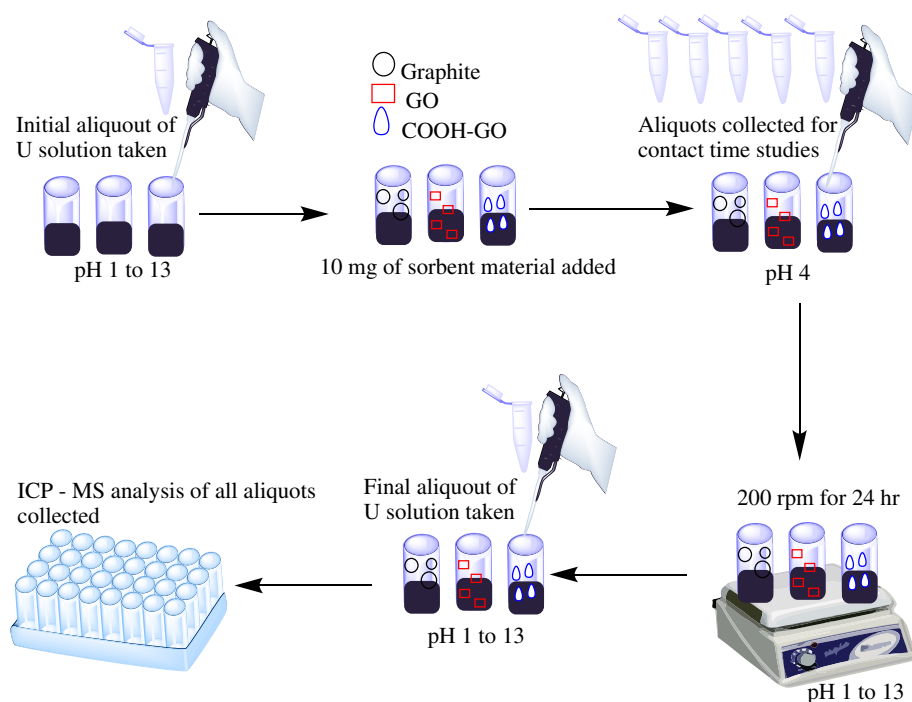 Initial aliquout of
U solution taken
pH 1 to 13
Graphite
GO
COOH-GO
10 mg of sorbent material added
Aliquots collected for
contact time studies
pH 4
200 rpm for 24 hr
pH 1 to 13
Final aliquout of
U solution taken
pH 1 to 13
ICP - MS analysis of all aliquots
collected